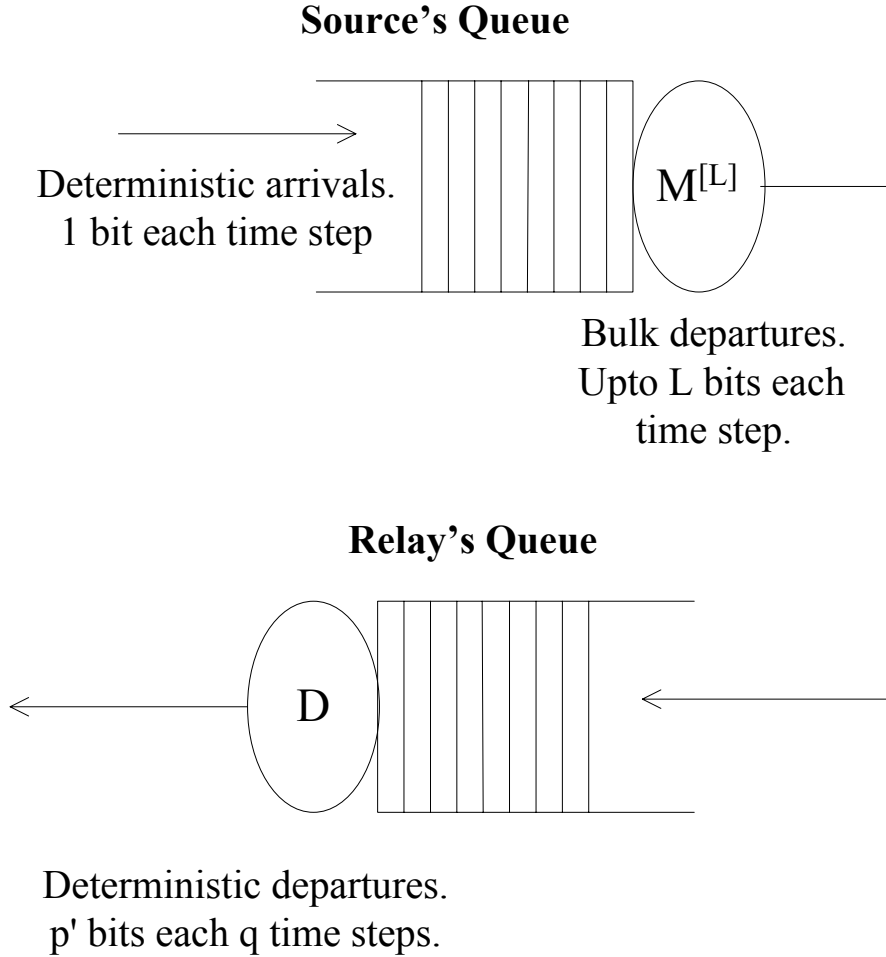 Source's Queue
Deterministic arrivals.
1 bit each time step
M[L]
Bulk departures.
Upto L bits each
time step.
Relay's Queue
D
Deterministic departures.
p' bits each q time steps.